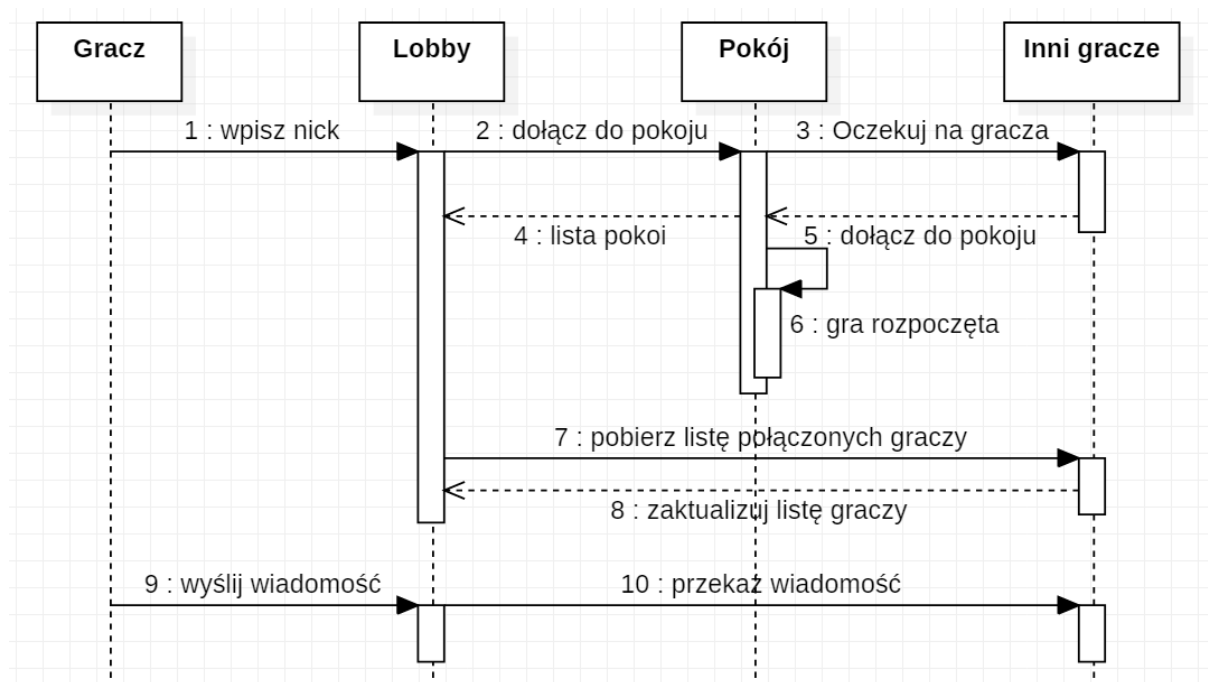 Gracz
Lobby
Pokój
Inni gracze
1 : wpisz nick
2 : dołącz do pokoju
3 : Oczekuj na gracza
4 : lista pokoi
5 : dołącz do pokoju
6 : gra rozpoczęta
7 : pobierz listę połączonych graczy
8 : zaktualizuj listę graczy
9 : wyślij wiadomość
10 : przekaż wiadomość